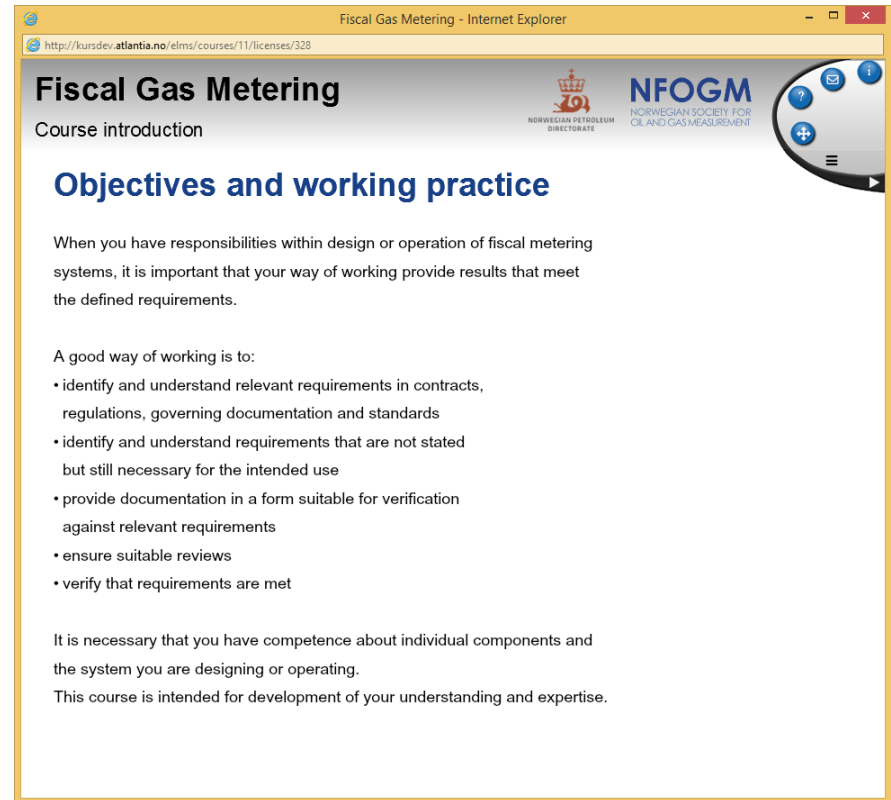 Fiscal Gas Metering - Internet Explorer
http://kursdev.atlantia.no/elms/courses/11/licenses/328
Fiscal Gas Metering
Course introduction
NORWEGIAN PETROLEUM
DIRECTORATE
NFOGM
NORWEGIAN SOCIETY FOR
OIL AND GAS MEASUREMENT
?
i
Objectives and working practice
When you have responsibilities within design or operation of fiscal metering
systems, it is important that your way of working provide results that meet
the defined requirements.
A good way of working is to:
• identify and understand relevant requirements in contracts,
regulations, governing documentation and standards
• identify and understand requirements that are not stated
but still necessary for the intended use
• provide documentation in a form suitable for verification
against relevant requirements
• ensure suitable reviews
• verify that requirements are met
It is necessary that you have competence about individual components and
the system you are designing or operating.
This course is intended for development of your understanding and expertise.